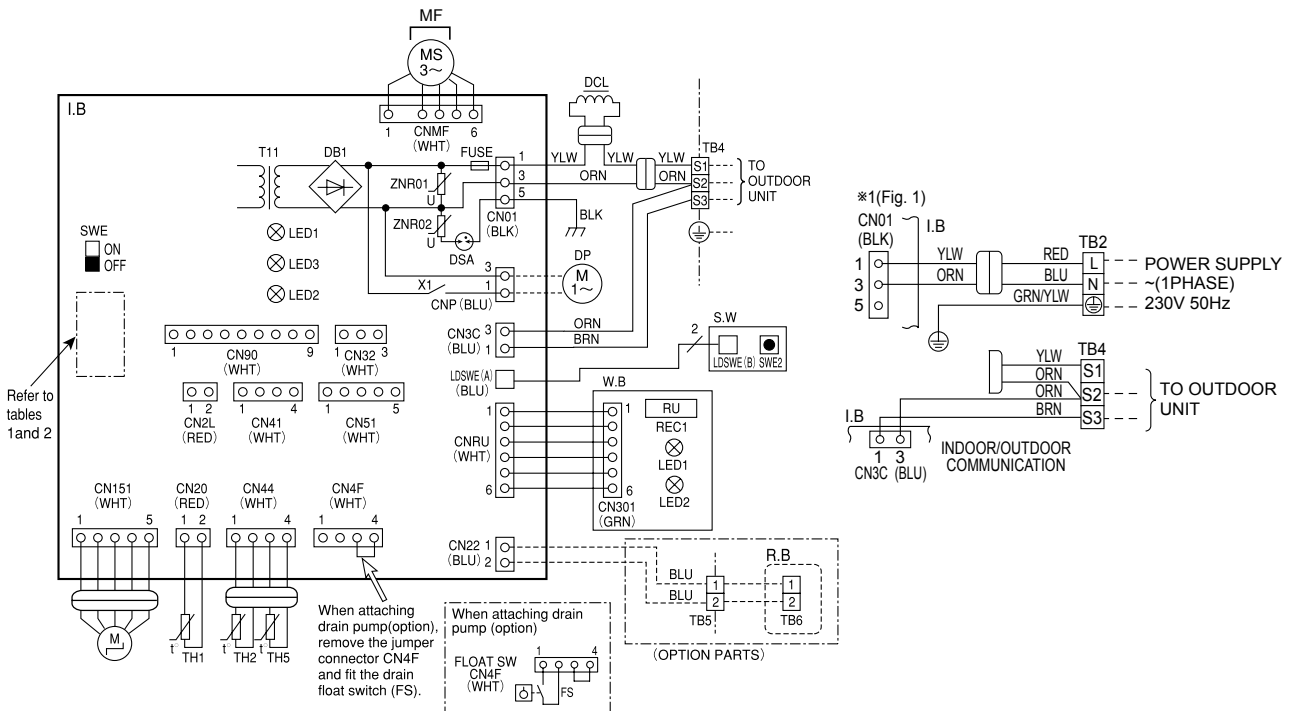 MF
MS
3~
I.B
1
6
CNMF
(WHT)
T11
DB1
FUSE
ZNR01
U
ZNR02
U
DSA
1
3
5
CN01
(BLK)
DCL
YLW
YLW
YLW
ORN
ORN
BLK
TB4
S1
S2
S3
TO
OUTDOOR
UNIT
SWE
ON
OFF
LED1
LED3
LED2
X1
3
1
CNP (BLU)
DP
M
1~
CN3C
(BLU)
3
1
ORN
BRN
LDSWE (A)
(BLU)
2
S.W
LDSWE (B)
SWE2
1
9
CN90
(WHT)
1
3
CN32
(WHT)
1 2
CN2L
(RED)
1
4
CN41
(WHT)
1
5
CN51
(WHT)
Refer to
tables
1and 2
1
CNRU
(WHT)
6
W.B
1
6
CN301
(GRN)
RU
REC1
LED1
LED2
CN151
(WHT)
1
5
CN20
(RED)
1 2
CN44
(WHT)
1
4
CN4F
(WHT)
1
4
CN22
(BLU)
1
2
M
t°
TH1
t°
TH2
t°
TH5
When attaching
drain pump(option),
remove the jumper
connector CN4F
and fit the drain
float switch (FS).
When attaching drain
pump (option)
FLOAT SW
CN4F
(WHT)
1
4
FS
BLU
BLU
1
2
TB5
R.B
1
2
TB6
(OPTION PARTS)
※1(Fig. 1)
CN01
(BLK)
I.B
1
3
5
YLW
ORN
RED
BLU
GRN/YLW
TB2
L
N
POWER SUPPLY
~(1PHASE)
230V 50Hz
YLW
ORN
ORN
BRN
TB4
S1
S2
S3
TO OUTDOOR
UNIT
I.B
1 3
CN3C (BLU)
INDOOR/OUTDOOR
COMMUNICATION